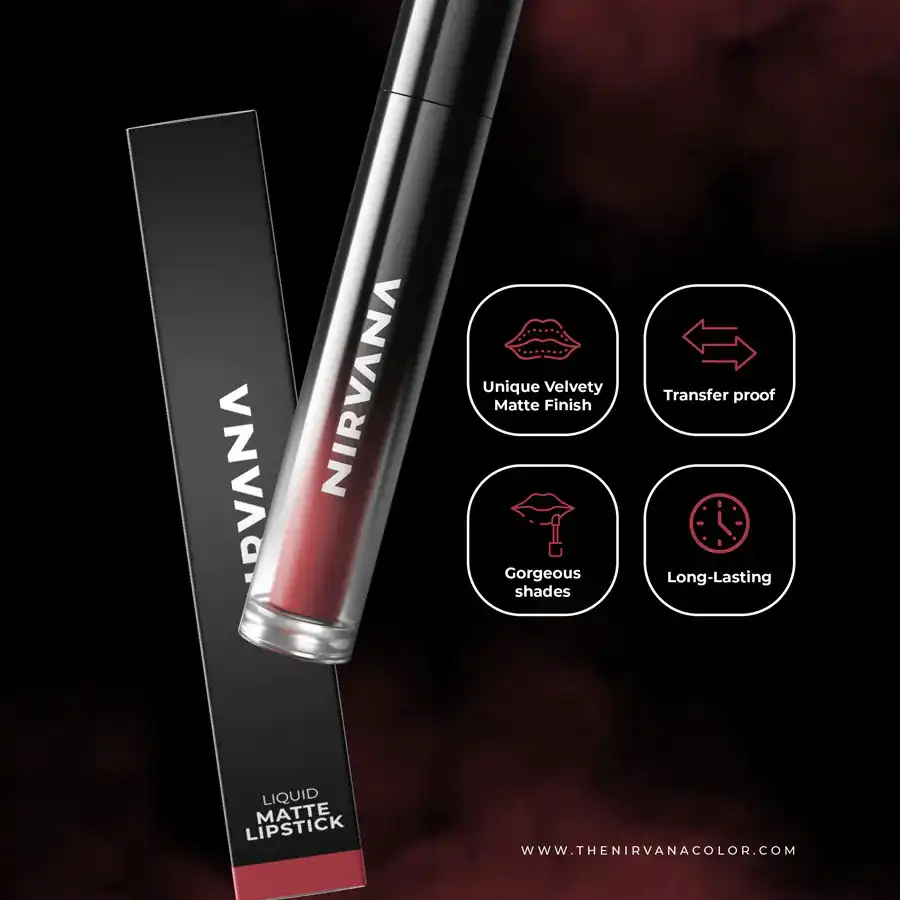 NIRVANA
LIQUID
MATTE
LIPSTICK
NIRVANA
Unique Velvety
Matte Finish
Transfer proof
Gorgeous
shades
Long-Lasting
WWW.THENIRVANACOLOR.COM